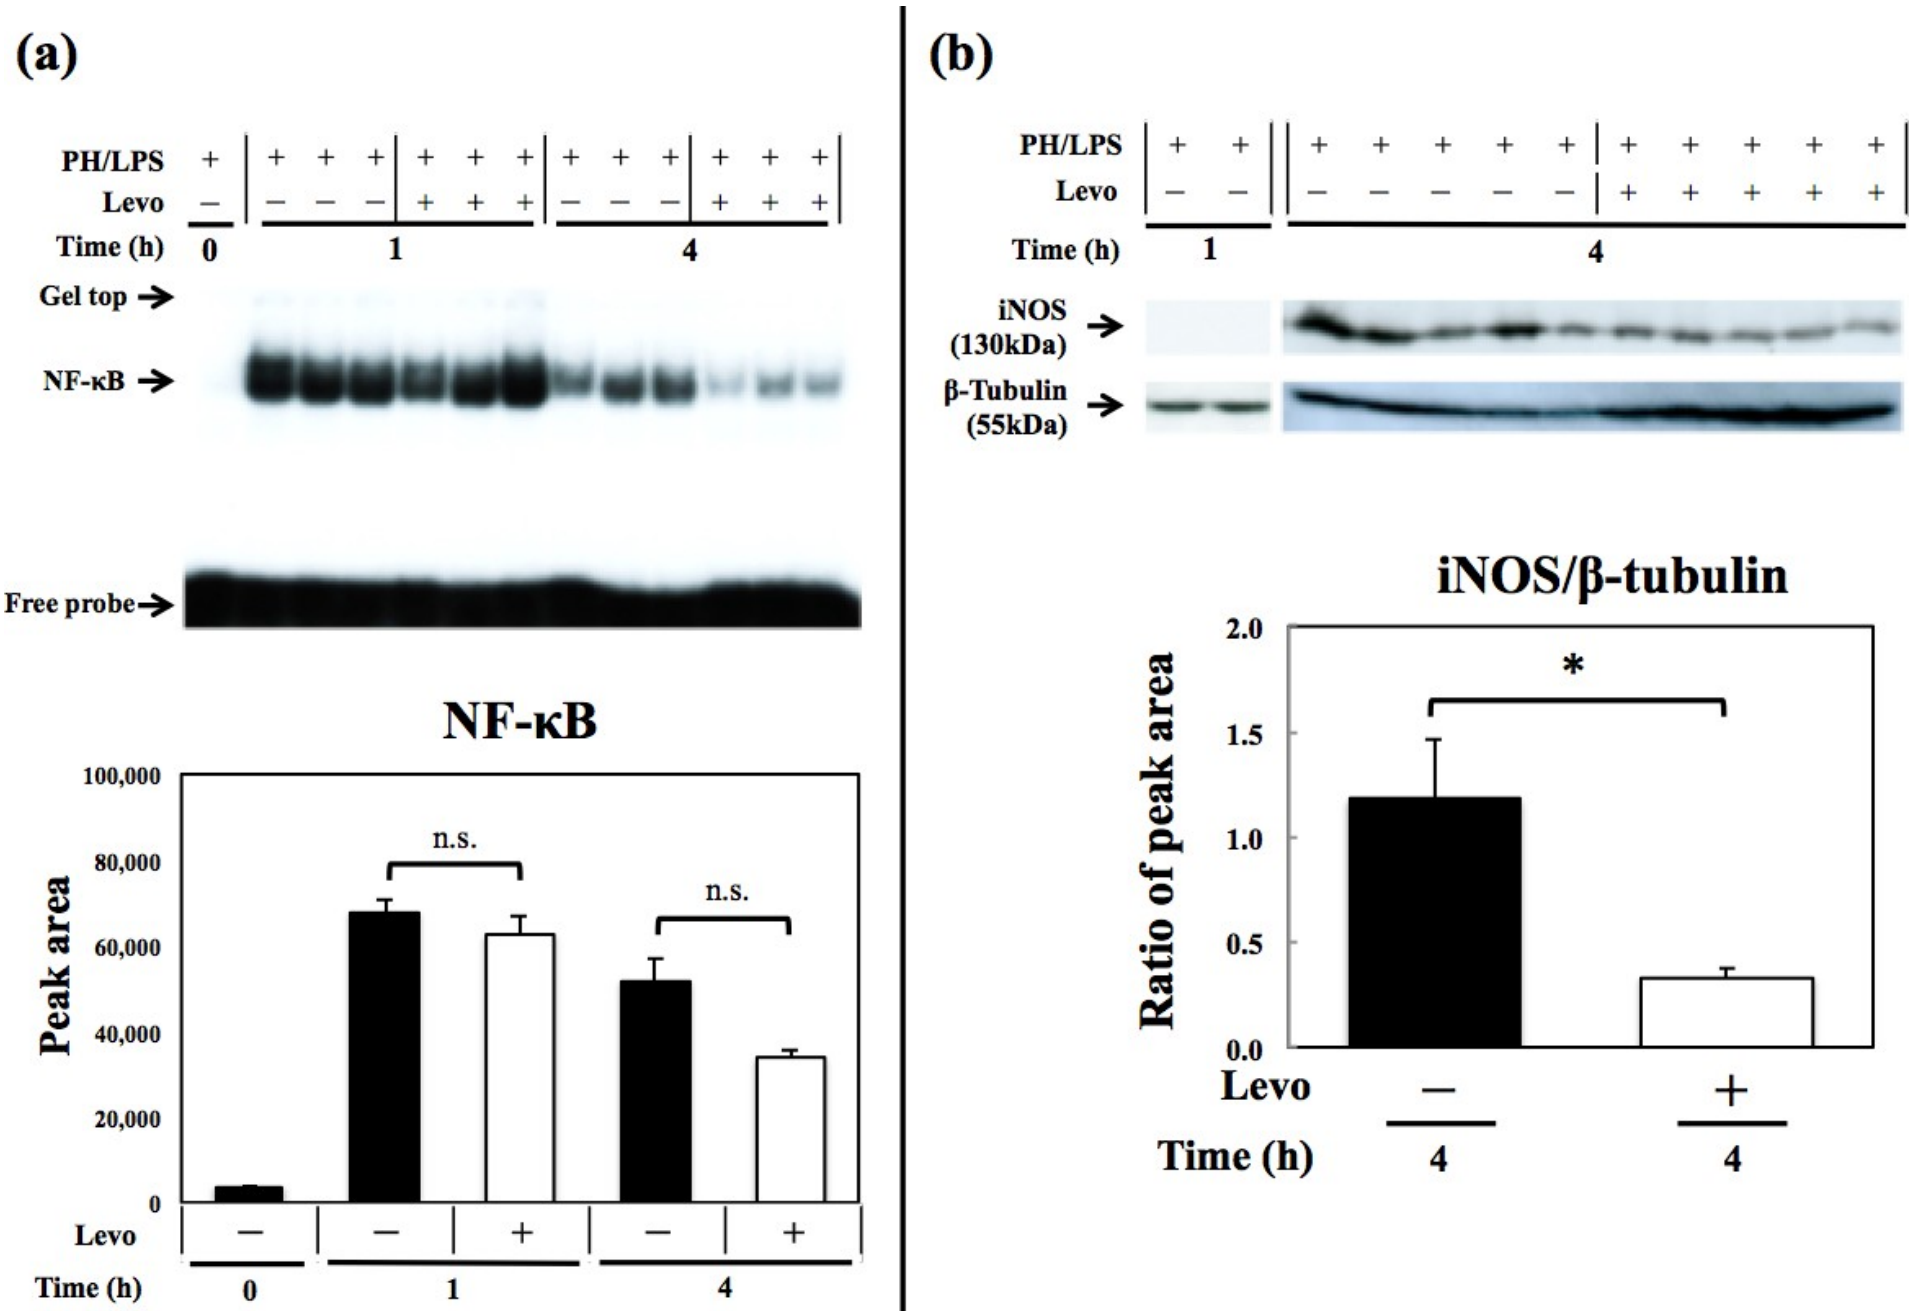 (a)
PH/LPS + + + + + + + + + + + + +
Levo − − − − + + + − − − + + +
Time (h) 0 1 4
Gel top →
NF-κB →
Free probe →
NF-κB
Peak area
100,000
80,000
60,000
40,000
20,000
0
n.s.
n.s.
Levo − − + − +
Time (h) 0 1 4
(b)
PH/LPS + + + + + + + + + + + +
Levo − − − − − − − + + + + +
Time (h) 1 4
iNOS →
(130kDa)
β-Tubulin →
(55kDa)
iNOS/β-tubulin
Ratio of peak area
2.0
1.5
1.0
0.5
0.0
*
Levo − +
Time (h) 4 4